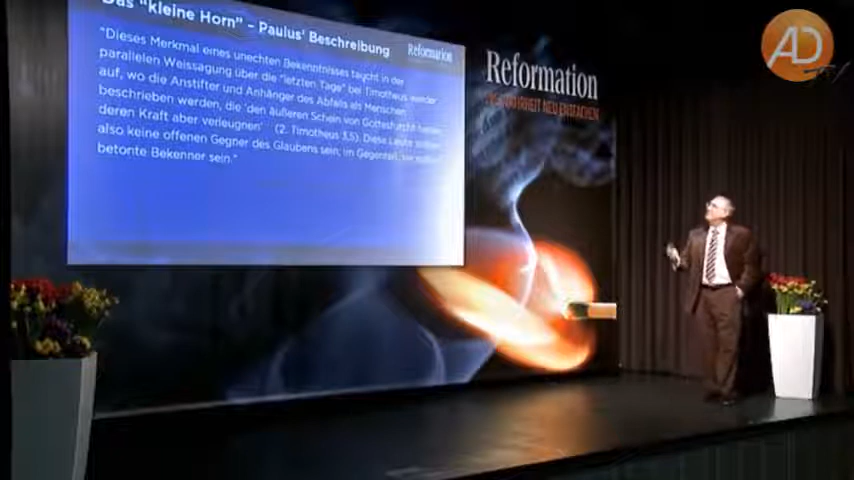 Das "kleine Horn" - Paulus' Beschreibung
Reformation
"Dieses Merkmal eines unechten Bekenntnisses taucht in der
parallelen Weissagung über die "letzten Tage" bei Timotheus wieder
auf, wo die Anstifter und Anhänger des Abfalls als Menschen
beschrieben werden, die 'den äußeren Schein von Gottesfurcht haben,
deren Kraft aber verleugnen' (2. Timotheus 3,5). Diese Leute
also keine offenen Gegner des Glaubens sein; im Gegenteil,
betonte Bekenner sein."
Reformation
WAHRHEIT NEU ENTFACHEN
AD